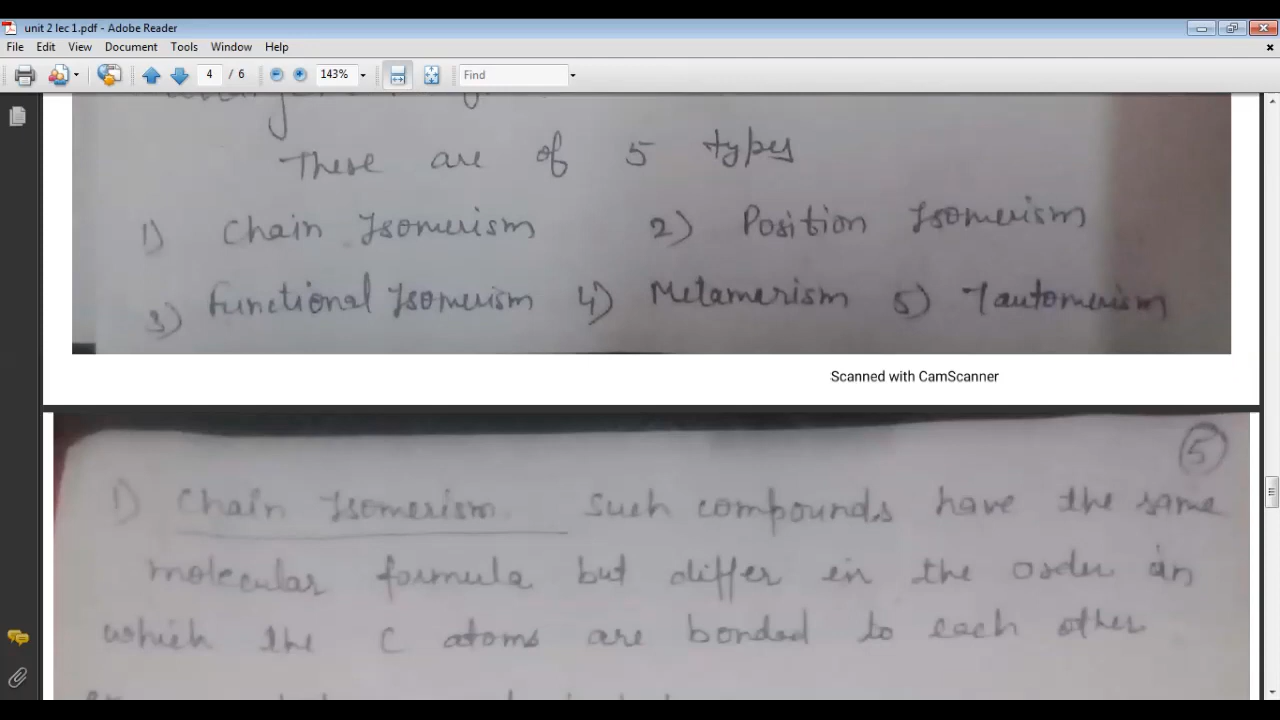 unit 2 lec 1.pdf - Adobe Reader
File Edit View Document Tools Window Help
4 / 6 143% Find
These are of 5 types
1) Chain Isomerism 2) Position Isomerism
3) Functional Isomerism 4) Metamerism 5) Tautomerism
Scanned with CamScanner
5
1) Chain Isomerism Such compounds have the same
molecular formula but differ in the order in
which the C atoms are bonded to each other